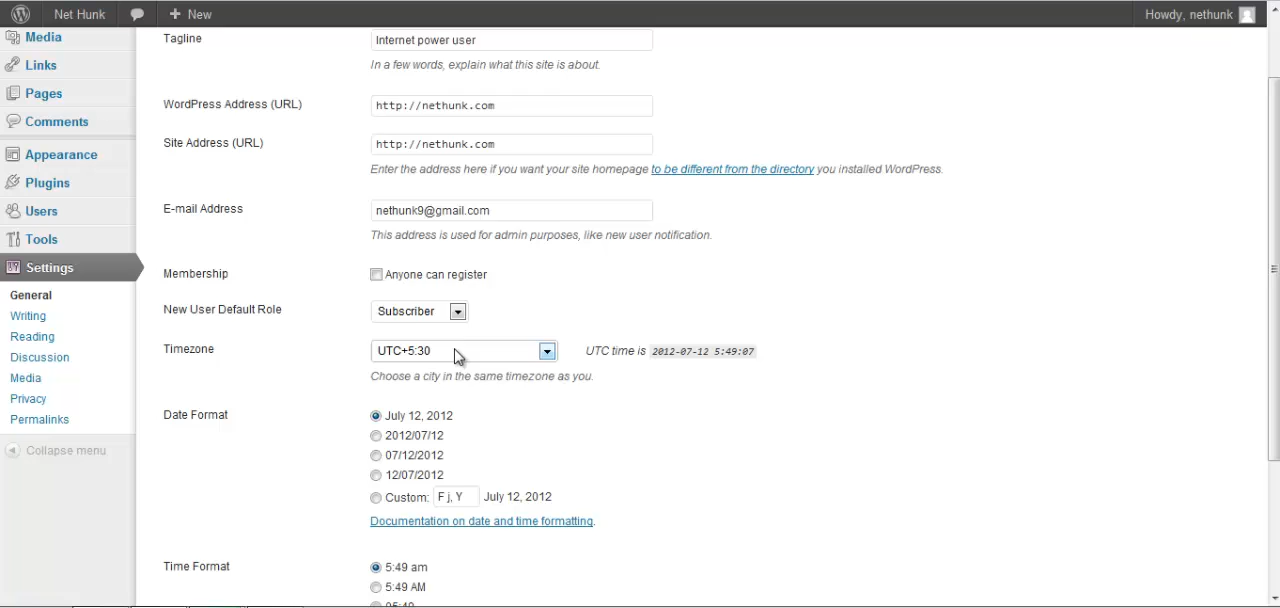 Net Hunk
New
Howdy, nethunk
Media
Links
Pages
Comments
Appearance
Plugins
Users
Tools
Settings
General
Writing
Reading
Discussion
Media
Privacy
Permalinks
Collapse menu
Tagline
Internet power user
In a few words, explain what this site is about.
WordPress Address (URL)
http://nethunk.com
Site Address (URL)
http://nethunk.com
Enter the address here if you want your site homepage to be different from the directory you installed WordPress.
E-mail Address
nethunk9@gmail.com
This address is used for admin purposes, like new user notification.
Membership
Anyone can register
New User Default Role
Subscriber
Timezone
UTC+5:30
UTC time is 2012-07-12 5:49:07
Choose a city in the same timezone as you.
Date Format
July 12, 2012
2012/07/12
07/12/2012
12/07/2012
Custom: F j, Y July 12, 2012
Documentation on date and time formatting.
Time Format
5:49 am
5:49 AM
05:49